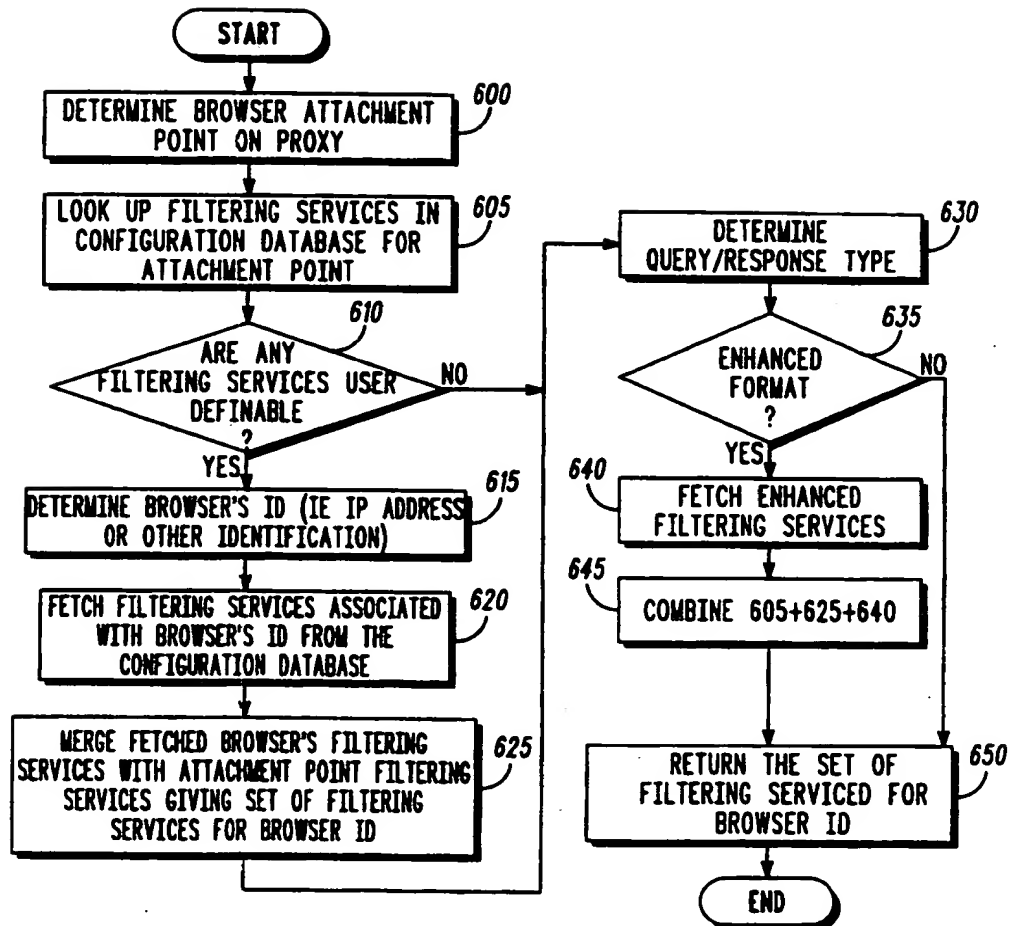 START
DETERMINE BROWSER ATTACHMENT
POINT ON PROXY
600
LOOK UP FILTERING SERVICES IN
CONFIGURATION DATABASE FOR
ATTACHMENT POINT
605
610
ARE ANY
FILTERING SERVICES USER
DEFINABLE
?
NO
YES
DETERMINE BROWSER'S ID (IE IP ADDRESS
OR OTHER IDENTIFICATION)
615
FETCH FILTERING SERVICES ASSOCIATED
WITH BROWSER'S ID FROM THE
CONFIGURATION DATABASE
620
MERGE FETCHED BROWSER'S FILTERING
SERVICES WITH ATTACHMENT POINT FILTERING
SERVICES GIVING SET OF FILTERING
SERVICES FOR BROWSER ID
625
DETERMINE
QUERY/RESPONSE TYPE
630
635
ENHANCED
FORMAT
?
NO
YES
640
FETCH ENHANCED
FILTERING SERVICES
645
COMBINE 605+625+640
RETURN THE SET OF
FILTERING SERVICED FOR
BROWSER ID
650
END